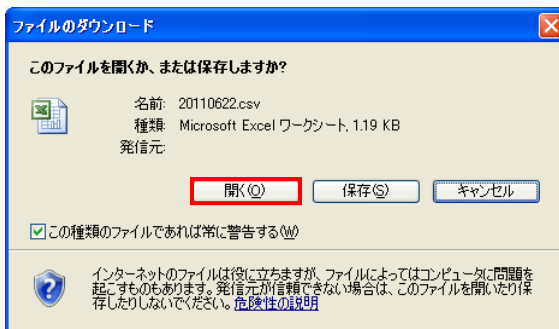 ファイルのダウンロード
このファイルを開くか、または保存しますか?
名前: 20110622.csv
種類: Microsoft Excel ワークシート, 1.19 KB
発信元:
開く(O) 保存(S) キャンセル
この種類のファイルであれば常に警告する(W)
インターネットのファイルは役に立ちますが、ファイルによってはコンピュータに問題を
起こすものもあります。発信元が信頼できない場合は、このファイルを開いたり保
存したりしないでください。危険性の説明